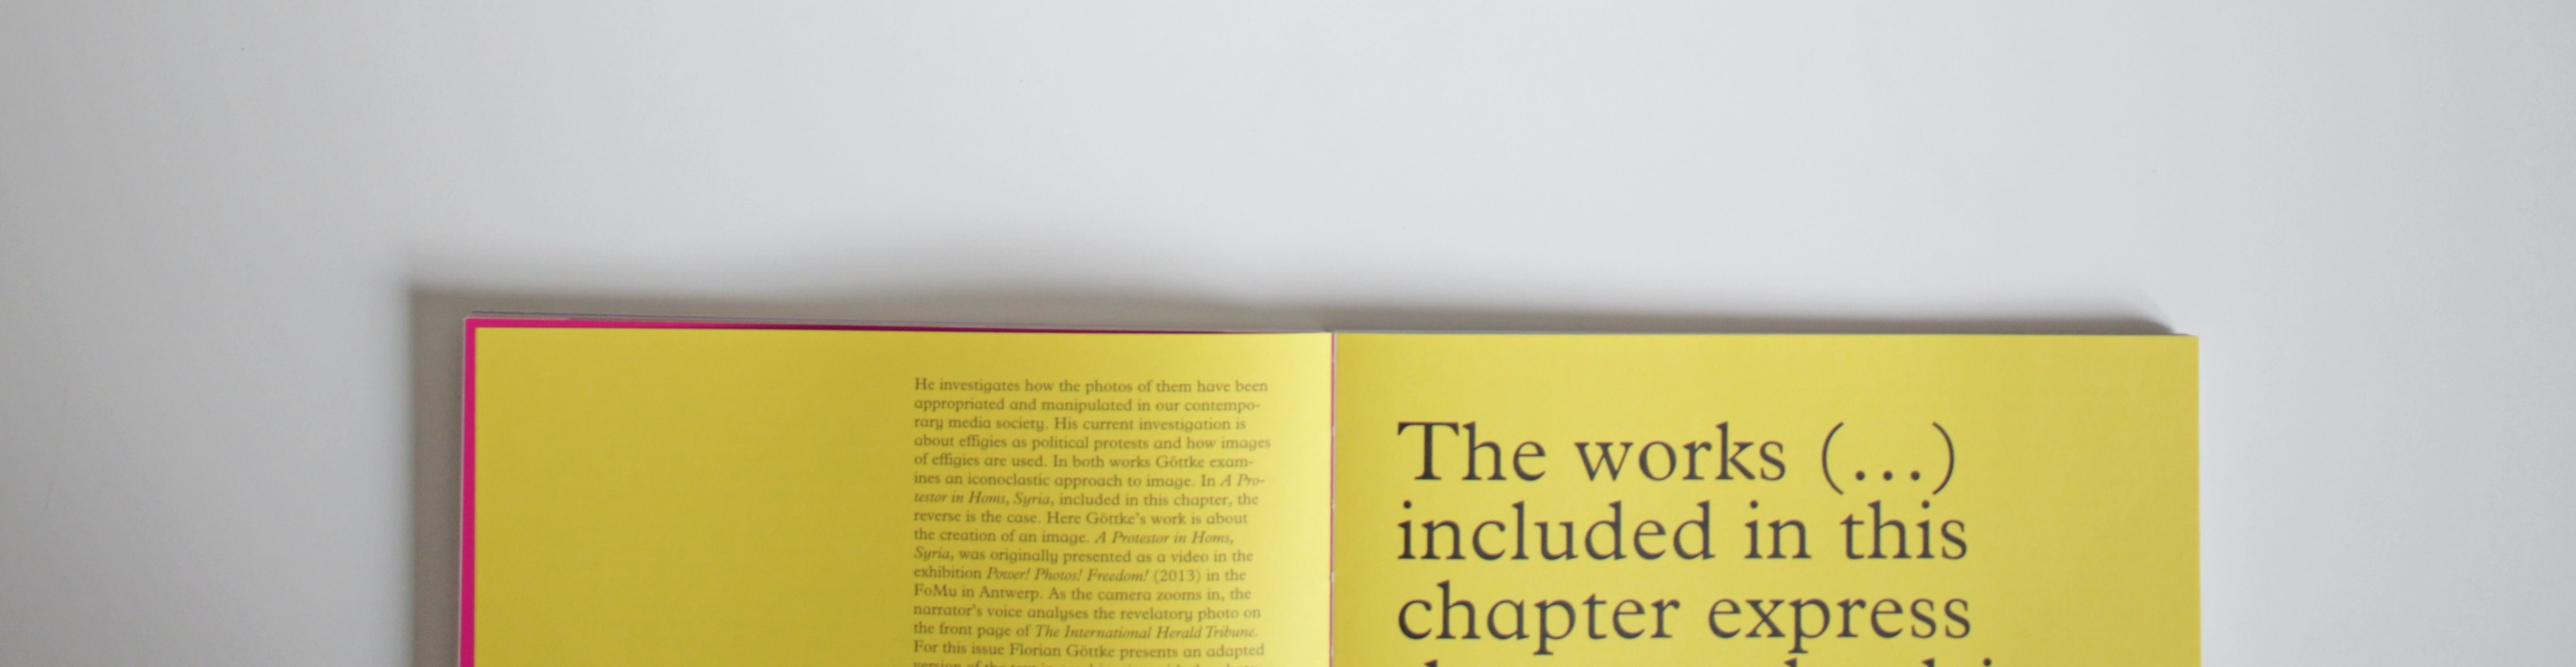 He investigates how the photos of them have been
appropriated and manipulated in our contempo-
rary media society. His current investigation is
about effigies as political protests and how images
of effigies are used. In both works Göttke exam-
ines an iconoclastic approach to image. In A Pro-
testor in Homs, Syria, included in this chapter, the
reverse is the case. Here Göttke's work is about
the creation of an image. A Protestor in Homs,
Syria, was originally presented as a video in the
exhibition Power! Photos! Freedom! (2013) in the
FoMu in Antwerp. As the camera zooms in, the
narrator's voice analyses the revelatory photo on
the front page of The International Herald Tribune.
For this issue Florian Göttke presents an adapted
The works (...)
included in this
chapter express